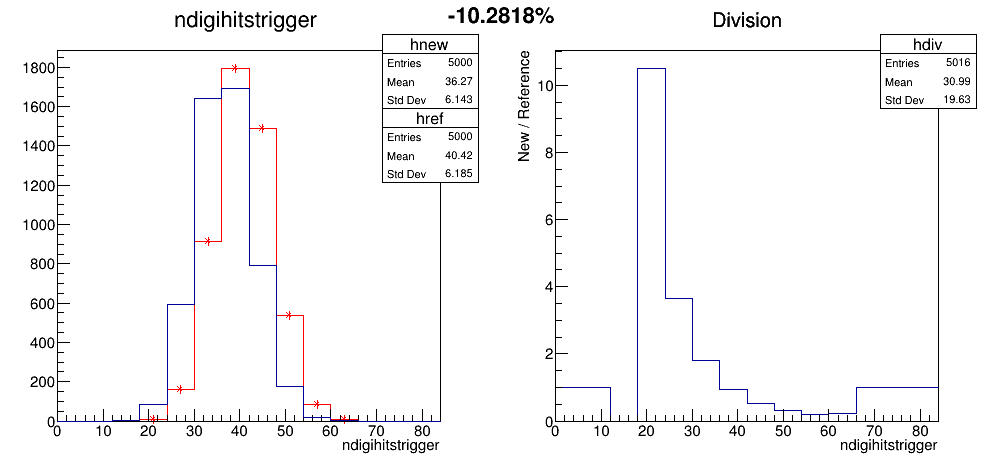 ndigihitstrigger
-10.2818%
Division
hnew
Entries 5000
Mean 36.27
Std Dev 6.143
href
Entries 5000
Mean 40.42
Std Dev 6.185
1800
1600
1400
1200
1000
800
600
400
200
0
0 10 20 30 40 50 60 70 80
ndigihitstrigger
hdiv
Entries 5016
Mean 30.99
Std Dev 19.63
New / Reference
10
8
6
4
2
0
0 10 20 30 40 50 60 70 80
ndigihitstrigger